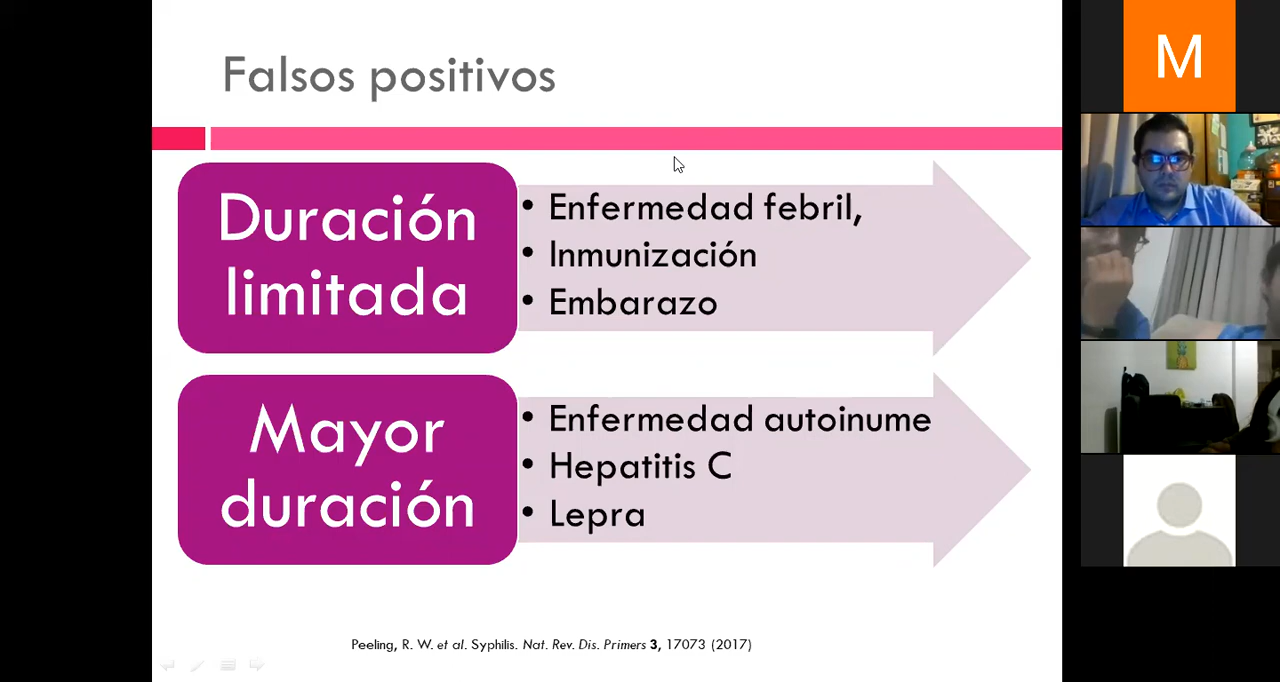 Falsos positivos
Duración
limitada
• Enfermedad febril,
• Inmunización
• Embarazo
Mayor
duración
• Enfermedad autoinume
• Hepatitis C
• Lepra
Peeling, R. W. et al. Syphilis. Nat. Rev. Dis. Primers 3, 17073 (2017)
M